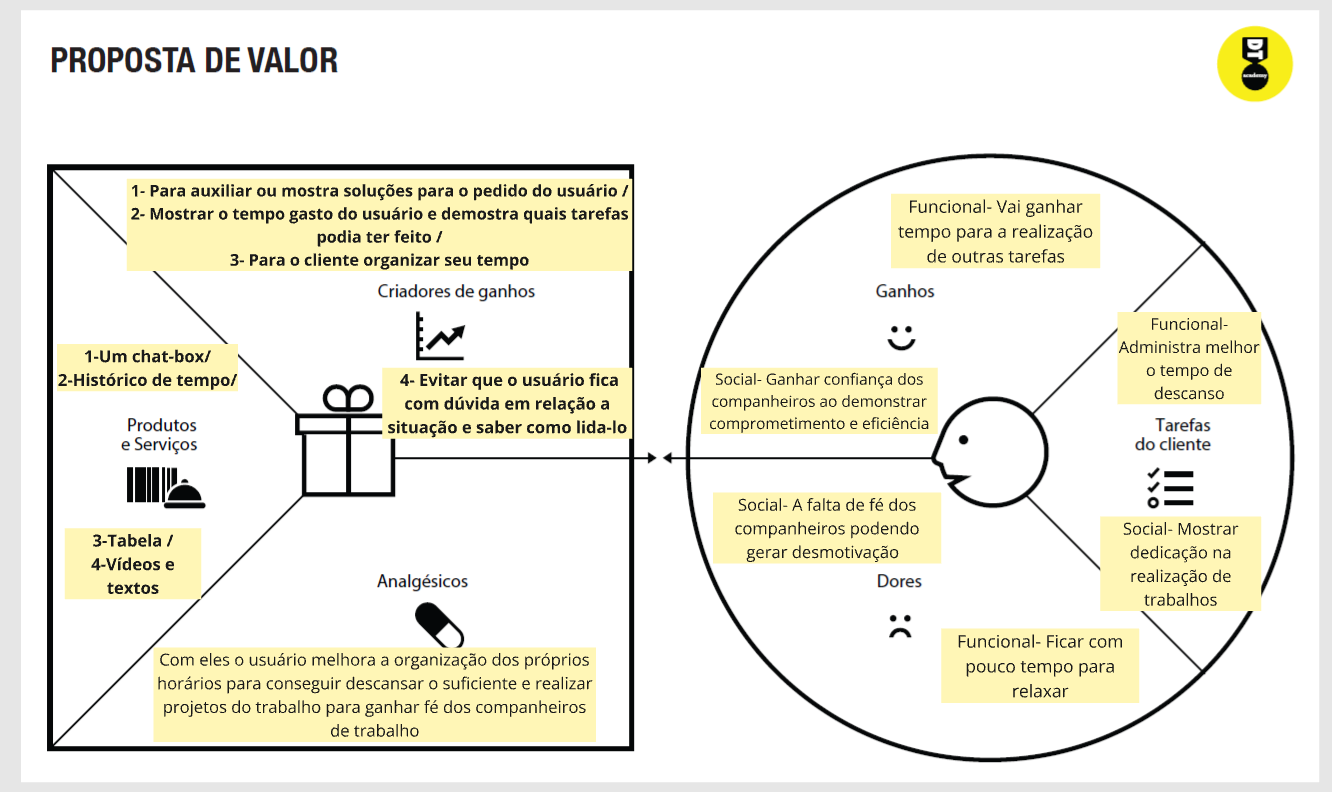 PROPOSTA DE VALOR
DT
academy
1- Para auxiliar ou mostra soluções para o pedido do usuário /
2- Mostrar o tempo gasto do usuário e demostra quais tarefas
podia ter feito /
3- Para o cliente organizar seu tempo
Criadores de ganhos
4- Evitar que o usuário fica
com dúvida em relação a
situação e saber como lida-lo
1-Um chat-box/
2-Histórico de tempo/
Produtos
e Serviços
3-Tabela /
4-Vídeos e
textos
Analgésicos
Com eles o usuário melhora a organização dos próprios
horários para conseguir descansar o suficiente e realizar
projetos do trabalho para ganhar fé dos companheiros
de trabalho
Funcional- Vai ganhar
tempo para a realização
de outras tarefas
Ganhos
Social- Ganhar confiança dos
companheiros ao demonstrar
comprometimento e eficiência
Funcional-
Administra melhor
o tempo de
descanso
Tarefas
do cliente
Social- Mostrar
dedicação na
realização de
trabalhos
Social- A falta de fé dos
companheiros podendo
gerar desmotivação
Dores
Funcional- Ficar com
pouco tempo para
relaxar